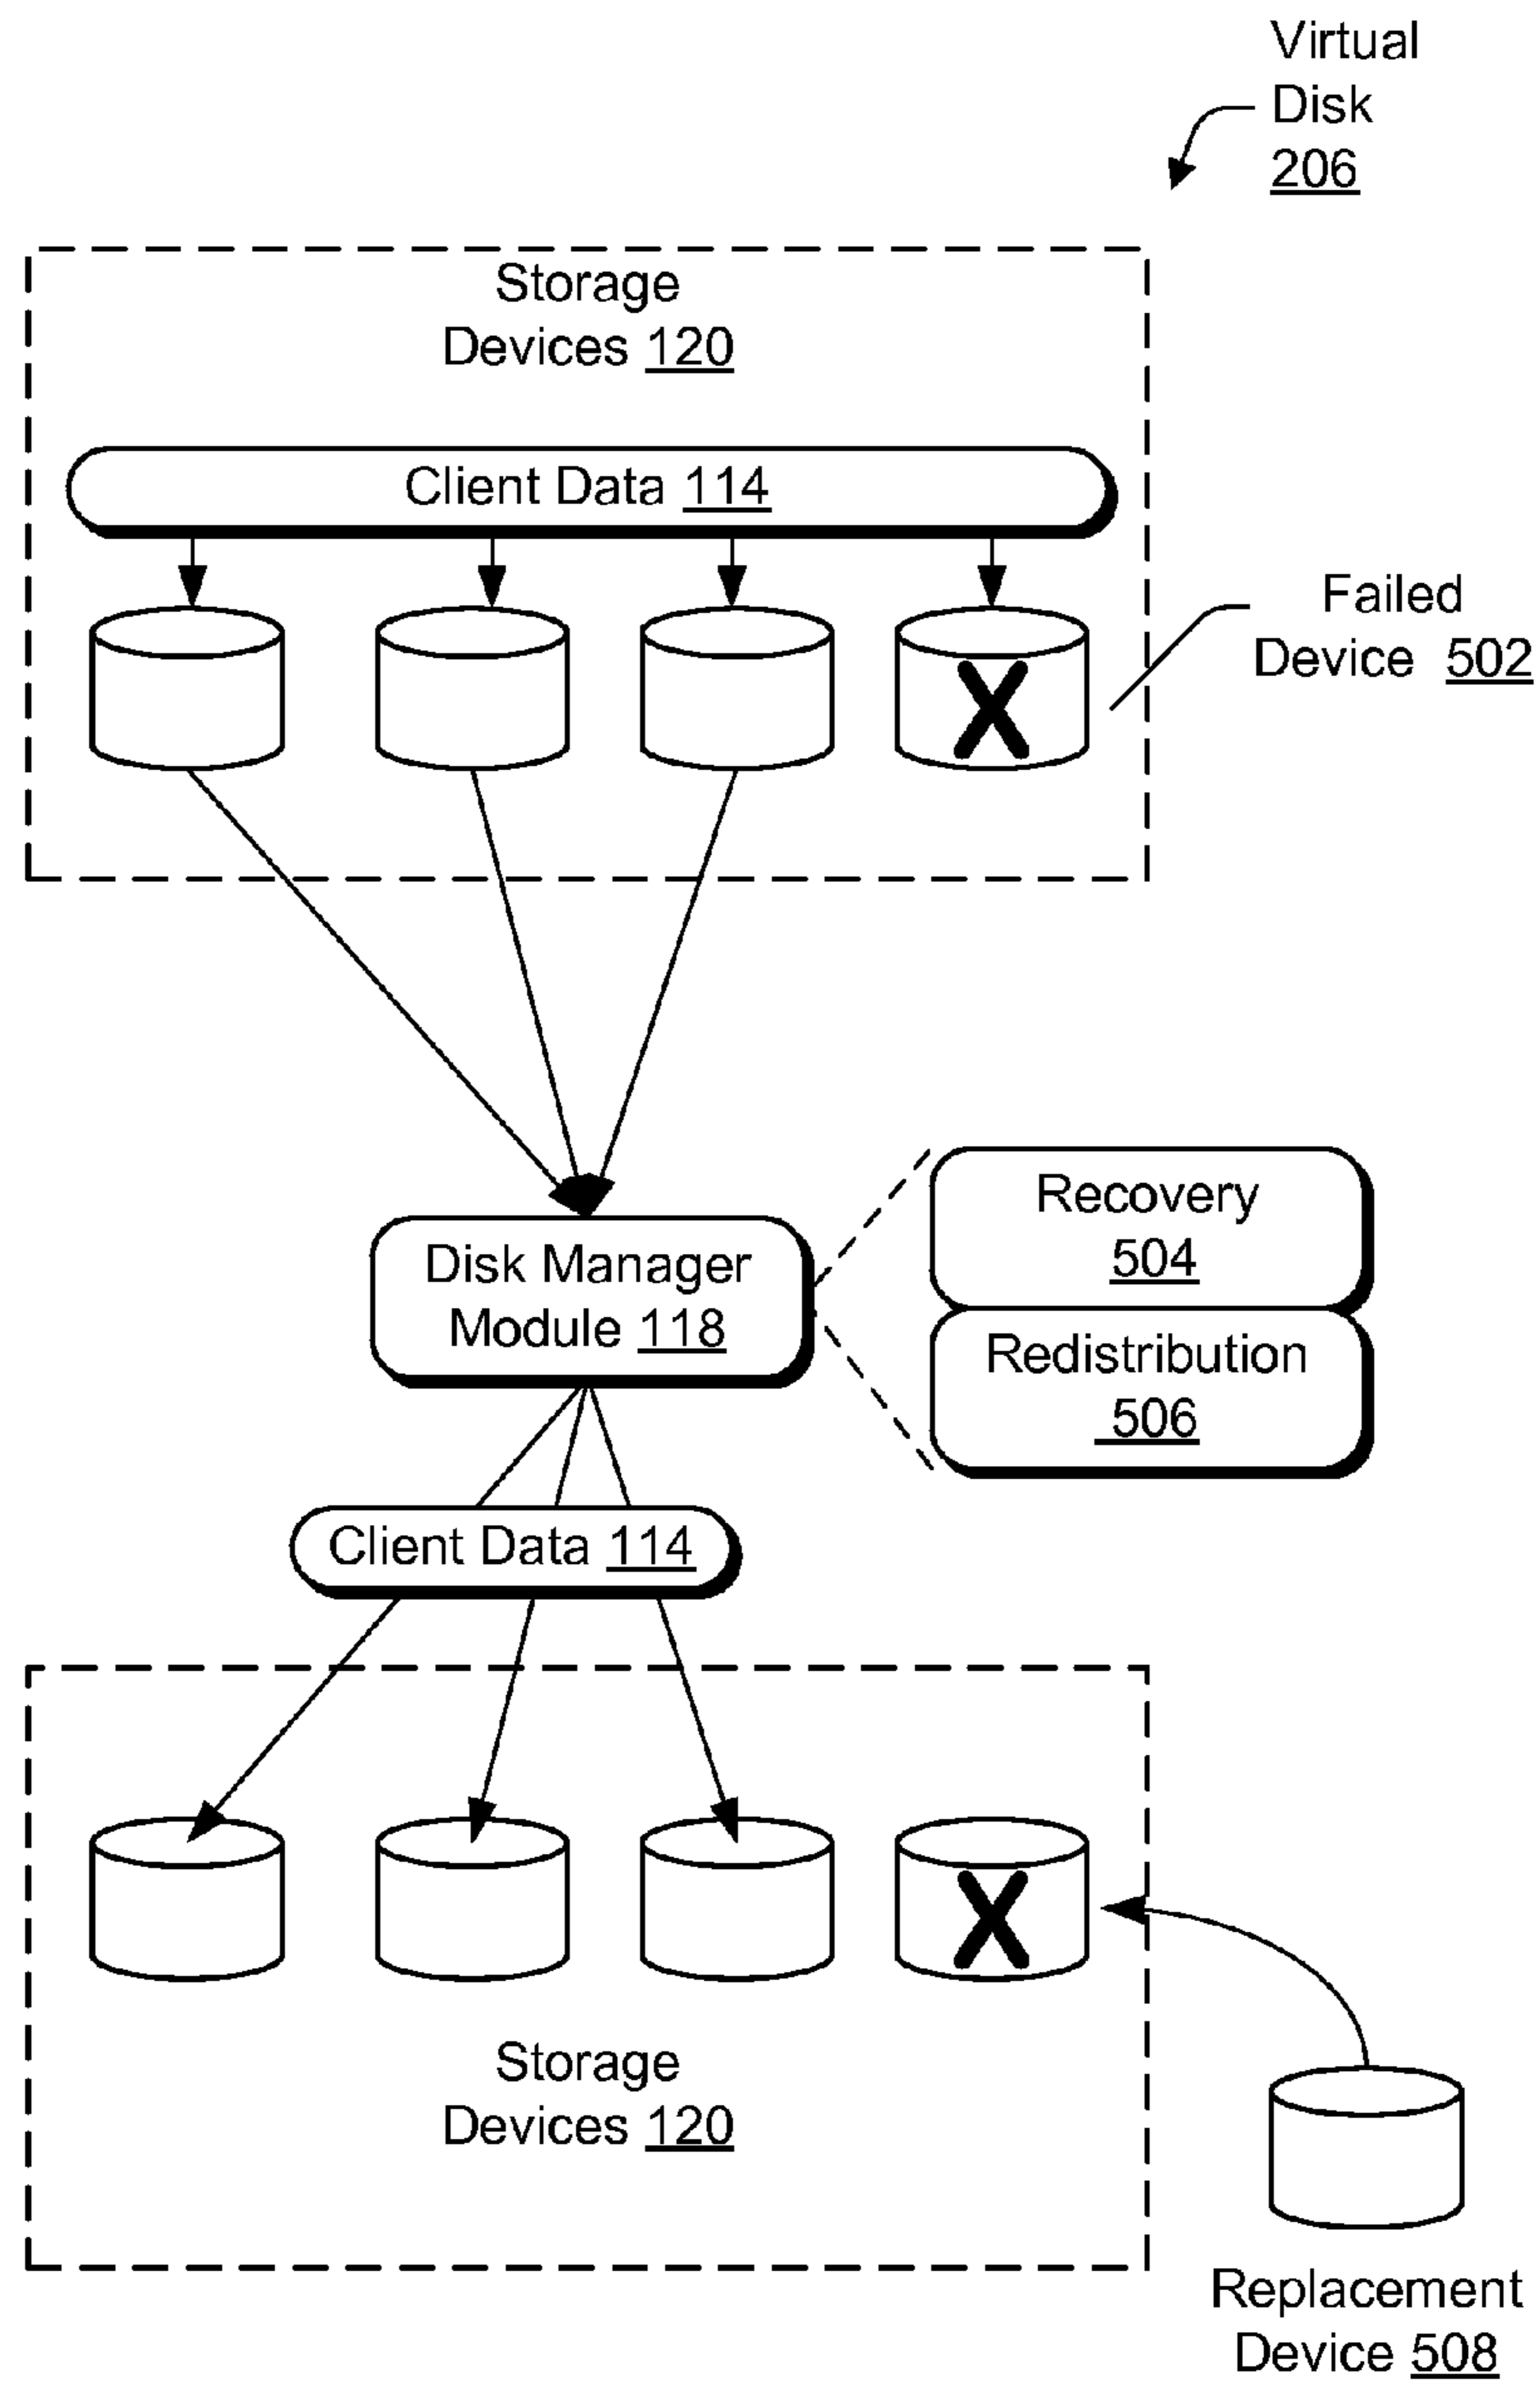 Virtual
Disk
206
Storage
Devices 120
Client Data 114
Failed
Device 502
Recovery
504
Disk Manager
Module 118
Redistribution
506
Client Data 114
Storage
Devices 120
Replacement
Device 508